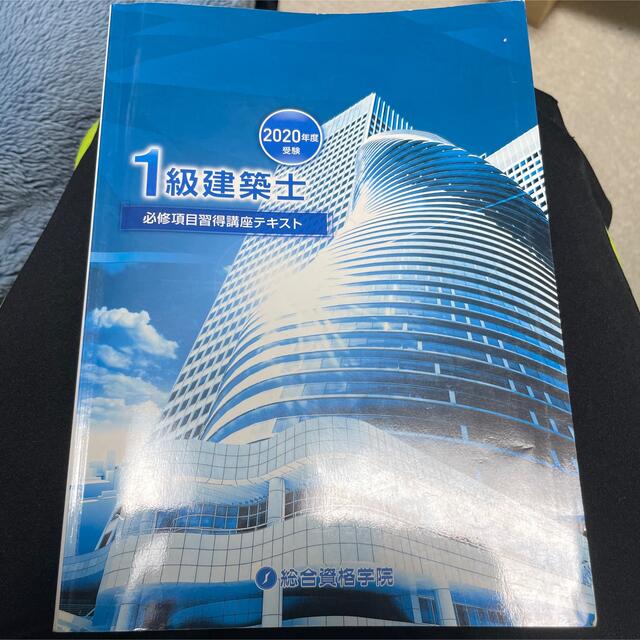 2020年度
受験
1級建築士
必修項目習得講座テキスト
総合資格学院